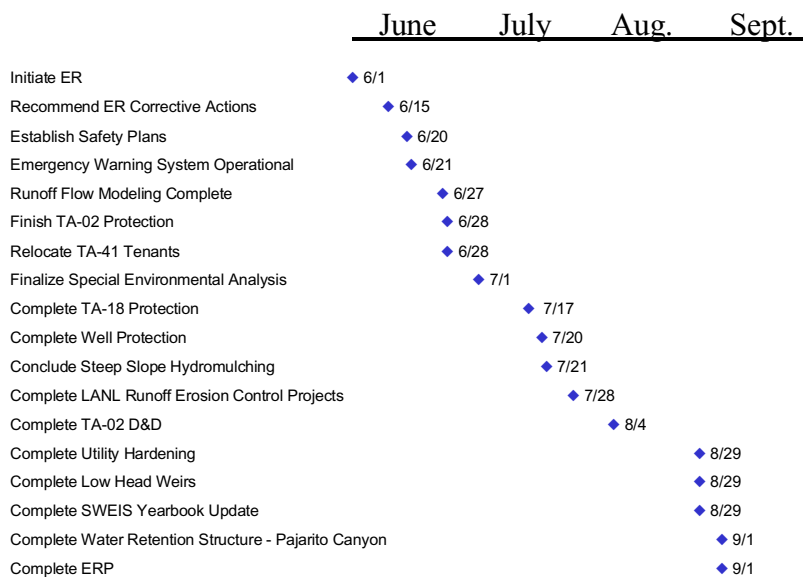 June July Aug. Sept.
Initiate ER 6/1
Recommend ER Corrective Actions 6/15
Establish Safety Plans 6/20
Emergency Warning System Operational 6/21
Runoff Flow Modeling Complete 6/27
Finish TA-02 Protection 6/28
Relocate TA-41 Tenants 6/28
Finalize Special Environmental Analysis 7/1
Complete TA-18 Protection 7/17
Complete Well Protection 7/20
Conclude Steep Slope Hydromulching 7/21
Complete LANL Runoff Erosion Control Projects 7/28
Complete TA-02 D&D 8/4
Complete Utility Hardening 8/29
Complete Low Head Weirs 8/29
Complete SWEIS Yearbook Update 8/29
Complete Water Retention Structure - Pajarito Canyon 9/1
Complete ERP 9/1